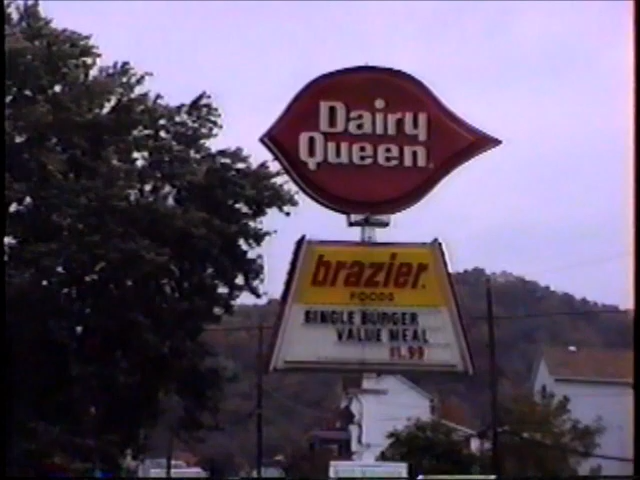 Dairy
Queen
brazier
FOODS
SINGLE BURGER
VALUE MEAL
$1.99